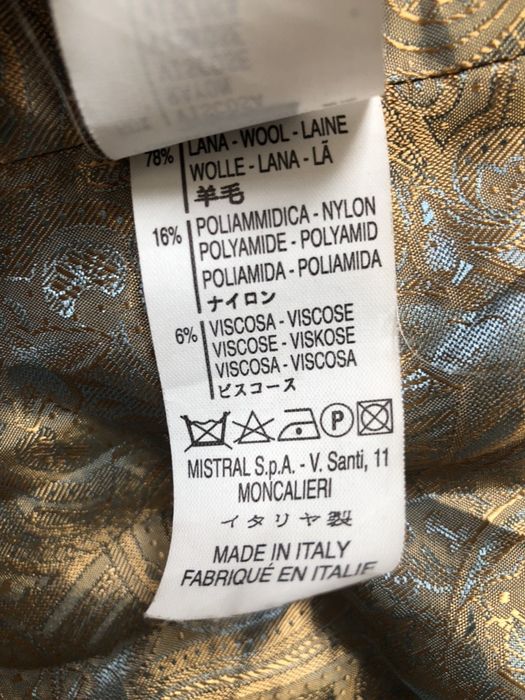 VISCOSA
78% LANA - WOOL - LAINE
WOLLE - LANA - LÃ
羊毛
16% POLIAMMIDICA - NYLON
POLYAMIDE - POLYAMID
POLIAMIDA - POLIAMIDA
ナイロン
6% VISCOSA - VISCOSE
VISCOSE - VISKOSE
VISCOSA - VISCOSA
ビスコース
P
MISTRAL S.p.A. - V. Santi, 11
MONCALIERI
イタリヤ製
MADE IN ITALY
FABRIQUÉ EN ITALIE